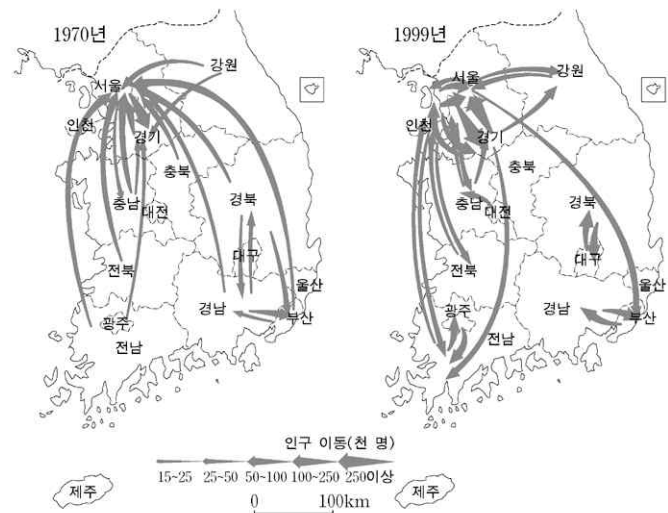 1970년
서울
강원
인천
경기
충북
충남
대전
경북
전북
대구
울산
경남
부산
광주
전남
제주
1999년
서울
강원
인천
경기
충북
충남
대전
경북
대구
전북
울산
경남
부산
광주
전남
제주
인구 이동(천 명)
15~25 25~50 50~100 100~250 250이상
0 100km